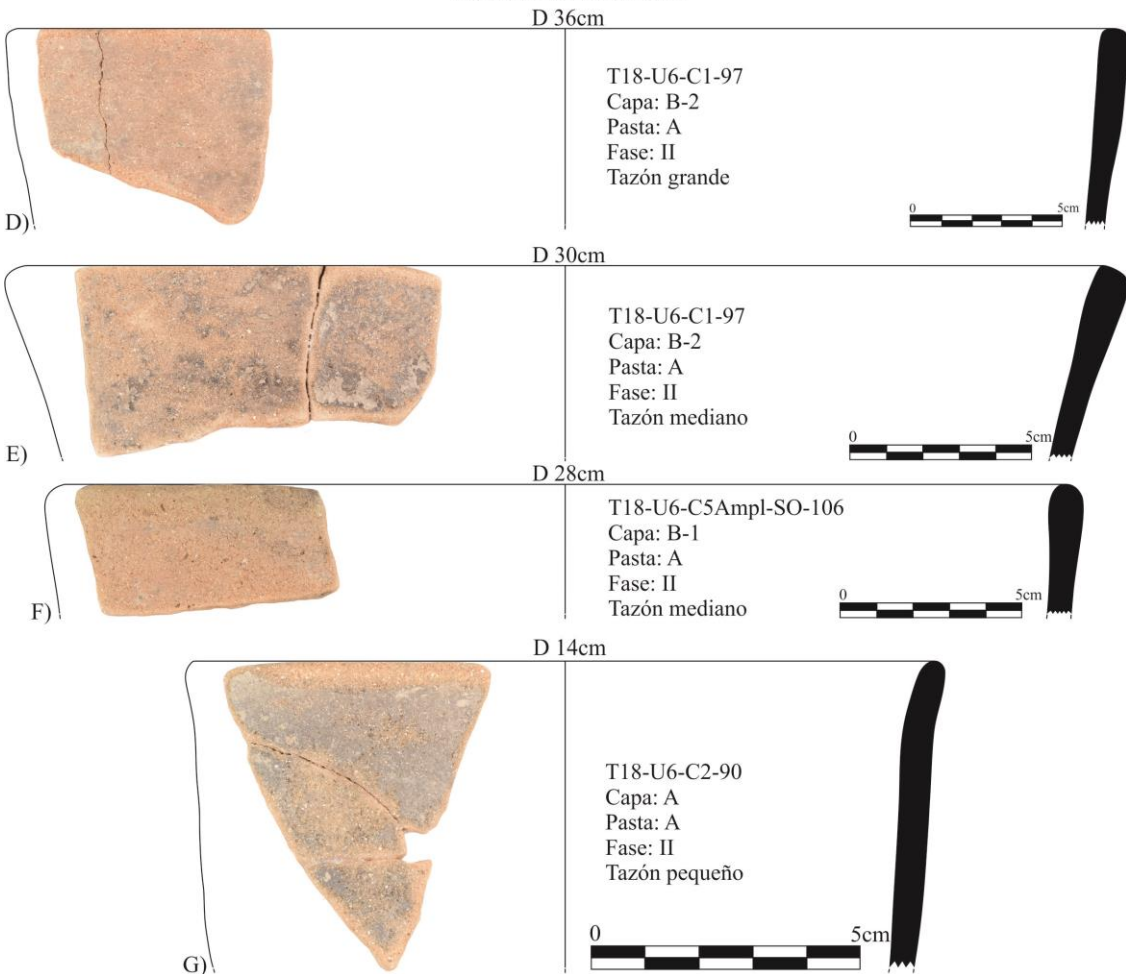 D 36cm
T18-U6-C1-97
Capa: B-2
Pasta: A
Fase: II
Tazón grande
0 5cm
D)
D 30cm
T18-U6-C1-97
Capa: B-2
Pasta: A
Fase: II
Tazón mediano
0 5cm
E)
D 28cm
T18-U6-C5Ampl-SO-106
Capa: B-1
Pasta: A
Fase: II
Tazón mediano
0 5cm
F)
D 14cm
T18-U6-C2-90
Capa: A
Pasta: A
Fase: II
Tazón pequeño
0 5cm
G)